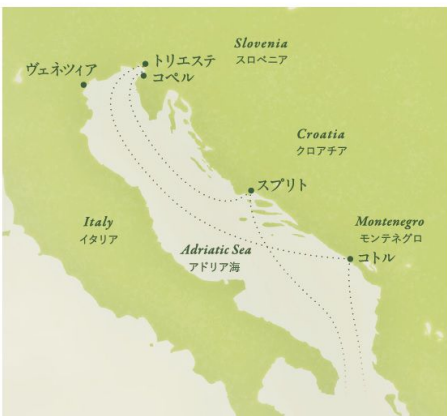 ヴェネツィア
トリエステ
コペル
Slovenia
スロベニア
Croatia
クロアチア
スプリト
Italy
イタリア
Adriatic Sea
アドリア海
Montenegro
モンテネグロ
コトル